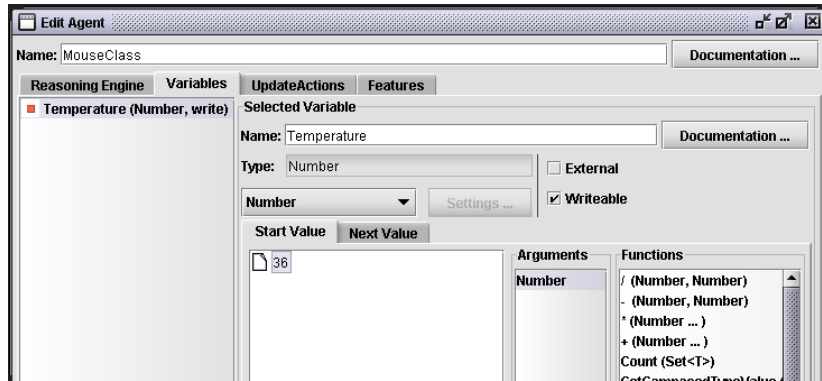 Edit Agent
Name: MouseClass Documentation ...
Reasoning Engine Variables UpdateActions Features
Temperature (Number, write) Selected Variable
Name: Temperature Documentation ...
Type: Number External
Number Settings ... Writeable
Start Value Next Value
36 Arguments Functions
Number / (Number, Number)
- (Number, Number)
* (Number ... )
+ (Number ... )
Count (Set<T>)